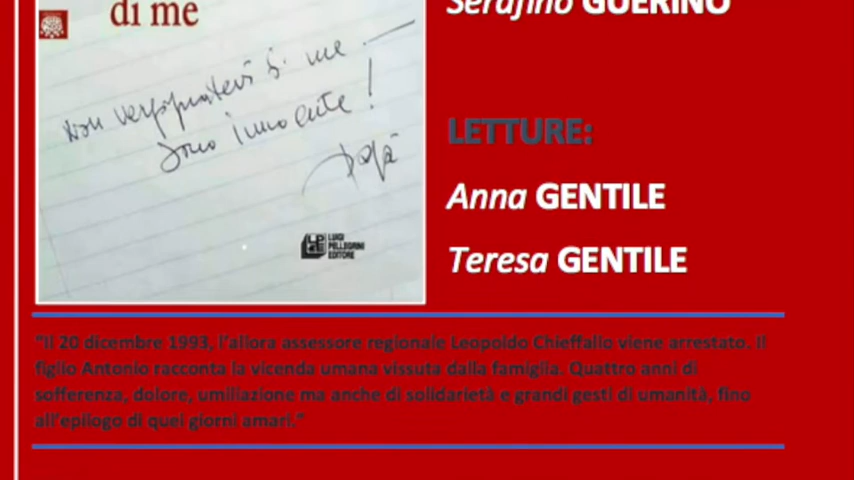 di me
Non vergognatevi di me —
sono innocente!
Papà
LUIGI
PELLEGRINI
EDITORE
Serafino GUERINO
LETTURE:
Anna GENTILE
Teresa GENTILE
"Il 20 dicembre 1993, l'allora assessore regionale Leopoldo Chieffallo viene arrestato. Il
figlio Antonio racconta la vicenda umana vissuta dalla famiglia. Quattro anni di
sofferenza, dolore, umiliazione ma anche di solidarietà e grandi gesti di umanità, fino
all'epilogo di quei giorni amari."